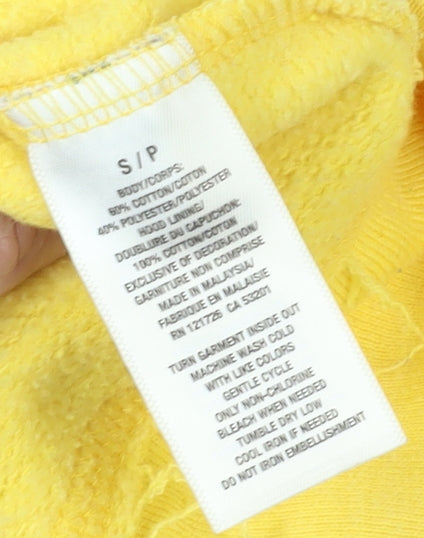 S / P
BODY/CORPS:
60% COTTON/COTON
40% POLYESTER/POLYESTER
HOOD LINING/
DOUBLURE DU CAPUCHON:
100% COTTON/COTON
EXCLUSIVE OF DECORATION/
GARNITURE NON COMPRISE
MADE IN MALAYSIA/
FABRIQUE EN MALAISIE
RN 121726 CA 53201
TURN GARMENT INSIDE OUT
MACHINE WASH COLD
WITH LIKE COLORS
GENTLE CYCLE
ONLY NON-CHLORINE
BLEACH WHEN NEEDED
TUMBLE DRY LOW
COOL IRON IF NEEDED
DO NOT IRON EMBELLISHMENT